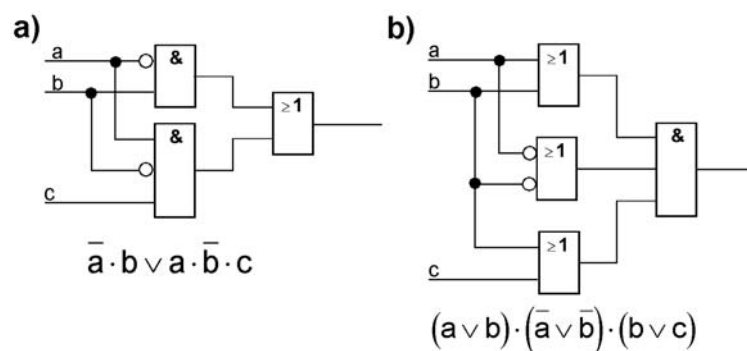 a)
a
b
c
&
&
≥1
a̅ · b ∨ a · b̅ · c
b)
a
b
c
≥1
≥1
≥1
&
(a ∨ b) · (a̅ ∨ b̅) · (b ∨ c)